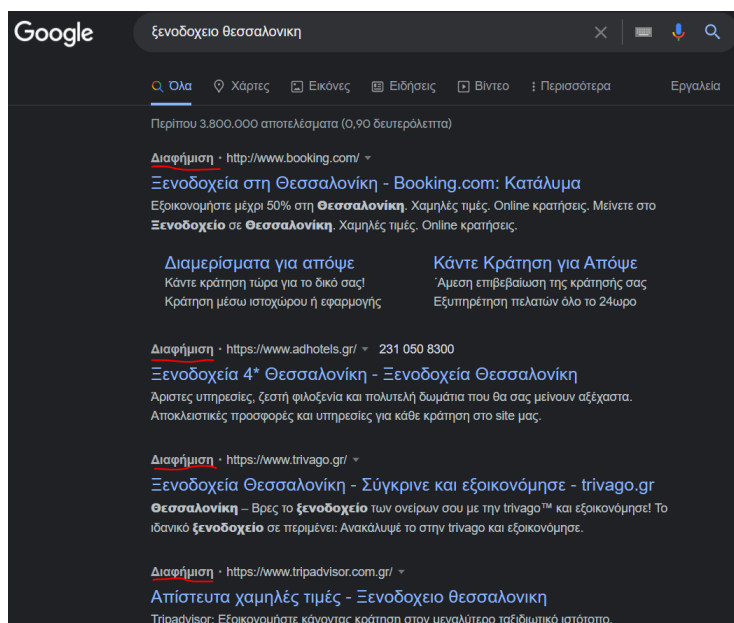 Google
ξενοδοχειο θεσσαλονικη
Όλα Χάρτες Εικόνες Ειδήσεις Βίντεο Περισσότερα Εργαλεία
Περίπου 3.800.000 αποτελέσματα (0,90 δευτερόλεπτα)
Διαφήμιση · http://www.booking.com/
Ξενοδοχεία στη Θεσσαλονίκη - Booking.com: Κατάλυμα
Εξοικονομήστε μέχρι 50% στη Θεσσαλονίκη. Χαμηλές τιμές. Online κρατήσεις. Μείνετε στο
Ξενοδοχείο σε Θεσσαλονίκη. Χαμηλές τιμές. Online κρατήσεις.
Διαμερίσματα για απόψε
Κάντε κράτηση τώρα για το δικό σας!
Κράτηση μέσω ιστοχώρου ή εφαρμογής
Κάντε Κράτηση για Απόψε
Άμεση επιβεβαίωση της κράτησής σας
Εξυπηρέτηση πελατών όλο το 24ωρο
Διαφήμιση · https://www.adhotels.gr/ 231 050 8300
Ξενοδοχεία 4* Θεσσαλονίκη - Ξενοδοχεία Θεσσαλονίκη
Άριστες υπηρεσίες, ζεστή φιλοξενία και πολυτελή δωμάτια που θα σας μείνουν αξέχαστα.
Αποκλειστικές προσφορές και υπηρεσίες για κάθε κράτηση στο site μας.
Διαφήμιση · https://www.trivago.gr/
Ξενοδοχεία Θεσσαλονίκη - Σύγκρινε και εξοικονόμησε - trivago.gr
Θεσσαλονίκη – Βρες το ξενοδοχείο των ονείρων σου με την trivago™ και εξοικονόμησε! Το
ιδανικό ξενοδοχείο σε περιμένει: Ανακάλυψέ το στην trivago και εξοικονόμησε.
Διαφήμιση · https://www.tripadvisor.com.gr/
Απίστευτα χαμηλές τιμές - Ξενοδοχειο θεσσαλονικη
Tripadvisor: Εξοικονομήστε κάνοντας κράτηση στον μεγαλύτερο ταξιδιωτικό ιστότοπο.